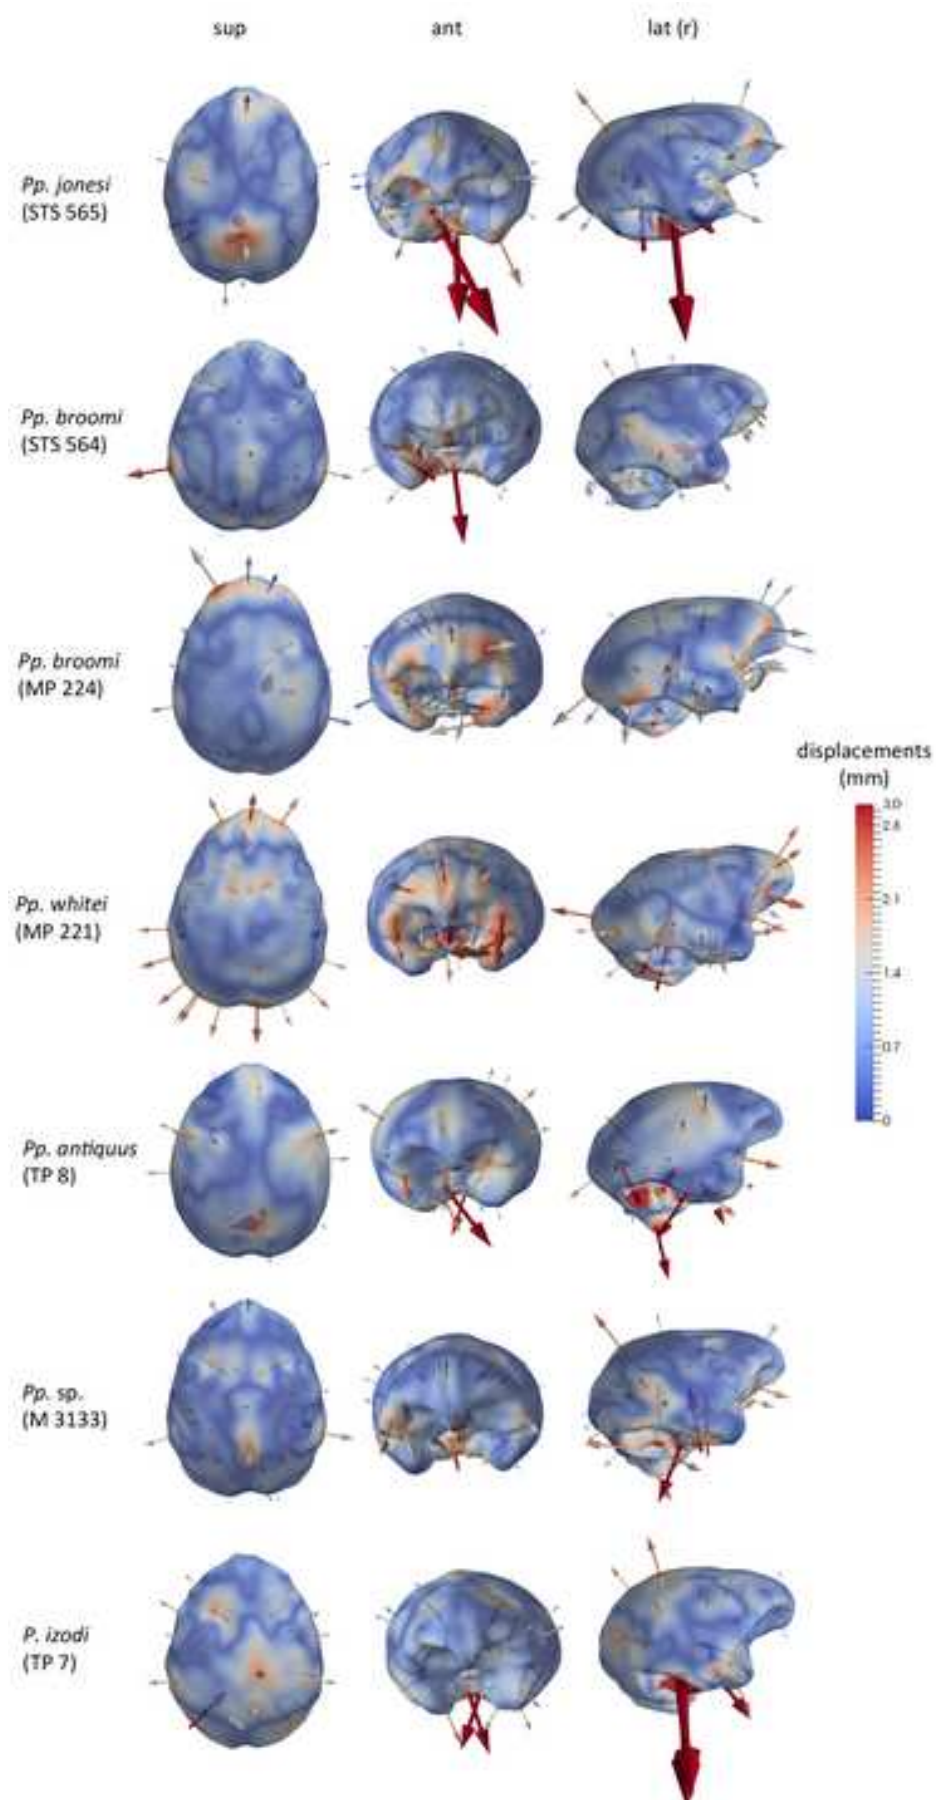 sup ant lat (r)
Pp. jonesi
(STS 565)
Pp. broomi
(STS 564)
Pp. broomi
(MP 224)
displacements
(mm)
3.0
2.8
2.1
1.4
0.7
0
Pp. whitei
(MP 221)
Pp. antiquus
(TP 8)
Pp. sp.
(M 3133)
P. izodi
(TP 7)